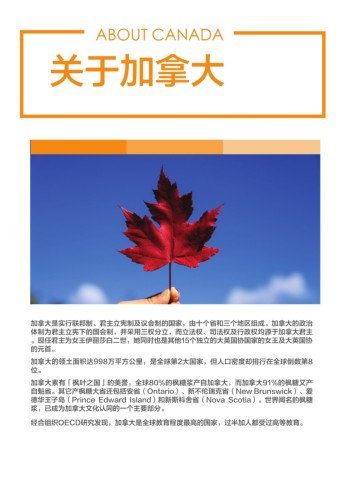 ABOUT CANADA
关于加拿大
加拿大是实行联邦制、君主立宪制及议会制的国家，由十个省和三个地区组成。加拿大的政治
体制为君主立宪下的国会制，并采用三权分立，而立法权、司法权及行政权均源于加拿大君主
。现任君主为女王伊丽莎白二世，她同时也是其他15个独立的大英国协国家的女王及大英国协
的元首。
加拿大的领土面积达998万平方公里，是全球第2大国家，但人口密度却排行在全球倒数第8
位。
加拿大素有「枫叶之国」的美誉，全球80%的枫糖浆产自加拿大，而加拿大91%的枫糖又产
自魁省。其它产枫糖大省还包括安省（Ontario）、新不伦瑞克省（New Brunswick）、爱
德华王子岛（Prince Edward Island）和新斯科舍省（Nova Scotia）。世界闻名的枫糖
浆，已成为加拿大文化认同的一个主要部分。
经合组织OECD研究发现，加拿大是全球教育程度最高的国家，过半加人都受过高等教育。